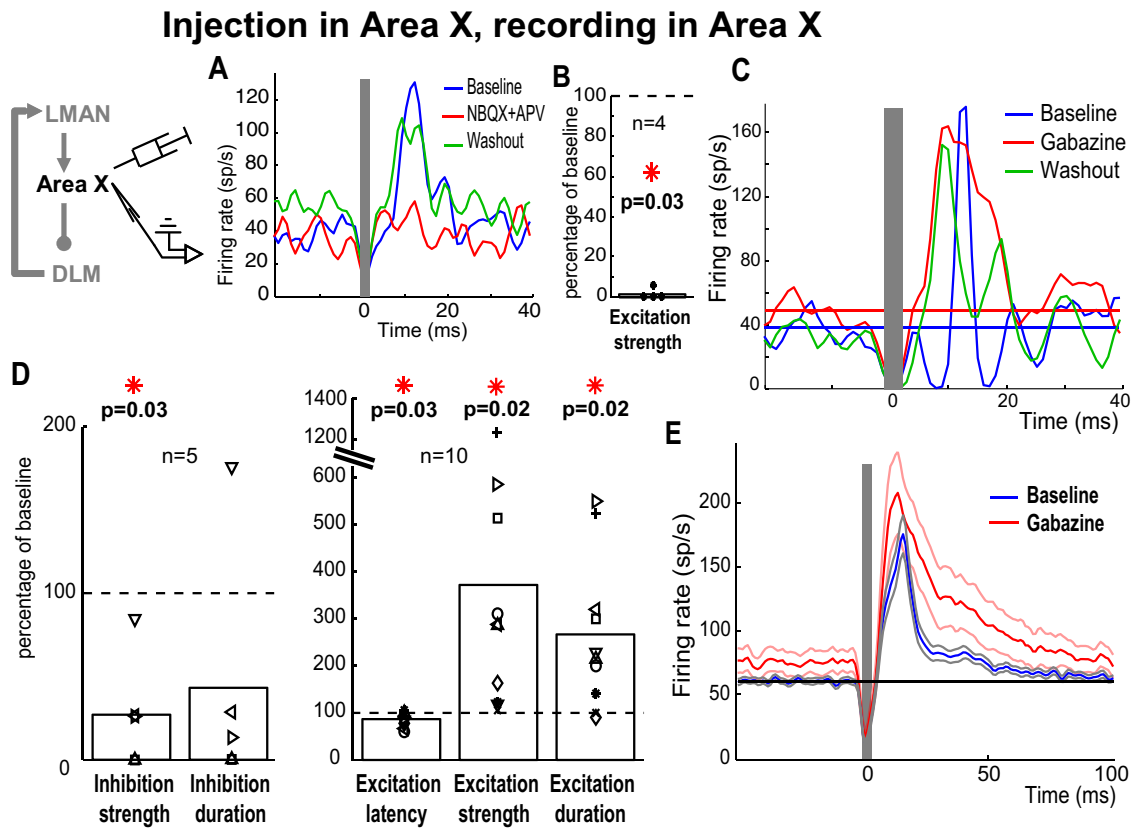 Injection in Area X, recording in Area X
LMAN
Area X
DLM
A
Firing rate (sp/s)
140
120
100
80
60
40
20
0
0
20
40
Time (ms)
Baseline
NBQX+APV
Washout
B
percentage of baseline
100
80
60
40
20
0
n=4
p=0.03
Excitation
strength
C
Firing rate (sp/s)
160
120
80
40
0
0
20
40
Time (ms)
Baseline
Gabazine
Washout
D
percentage of baseline
200
100
0
p=0.03
n=5
Inhibition
strength
Inhibition
duration
1400
1200
600
500
400
300
200
100
0
p=0.03
p=0.02
p=0.02
n=10
Excitation
latency
Excitation
strength
Excitation
duration
E
Firing rate (sp/s)
200
150
100
50
0
0
50
100
Time (ms)
Baseline
Gabazine